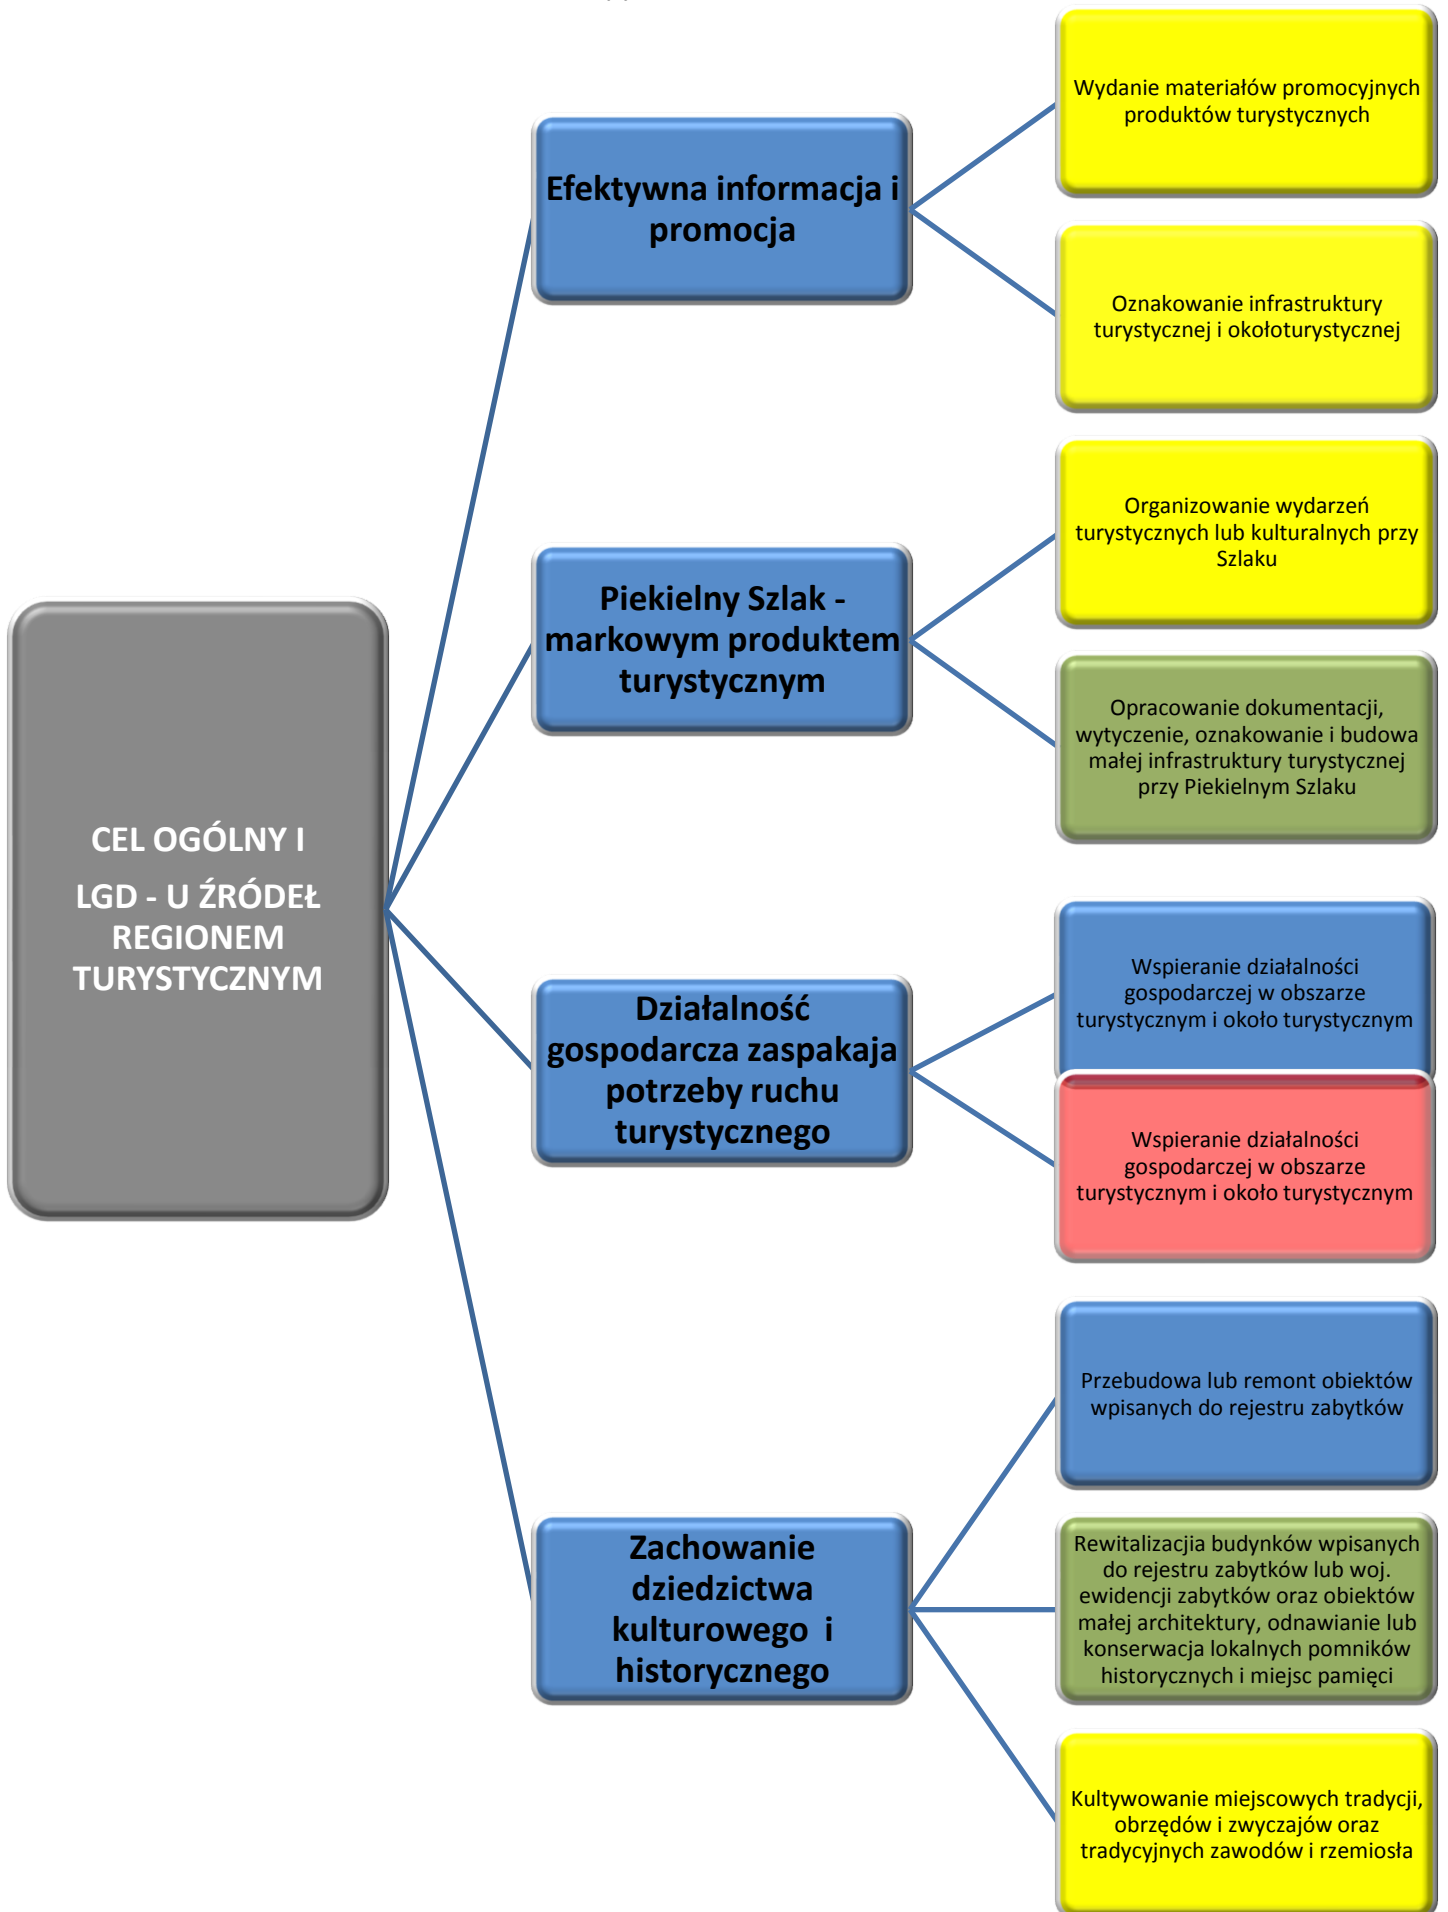 Wydanie materiałów promocyjnych
produktów turystycznych
Efektywna informacja i
promocja
Oznakowanie infrastruktury
turystycznej i okołoturystycznej
Organizowanie wydarzeń
turystycznych lub kulturalnych przy
Szlaku
Piekielny Szlak -
markowym produktem
turystycznym
Opracowanie dokumentacji,
wytyczenie, oznakowanie i budowa
małej infrastruktury turystycznej
przy Piekielnym Szlaku
CEL OGÓLNY I
LGD - U ŹRÓDEŁ
REGIONEM
TURYSTYCZNYM
Wspieranie działalności
gospodarczej w obszarze
turystycznym i około turystycznym
Działalność
gospodarcza zaspakaja
potrzeby ruchu
turystycznego
Wspieranie działalności
gospodarczej w obszarze
turystycznym i około turystycznym
Przebudowa lub remont obiektów
wpisanych do rejestru zabytków
Zachowanie
dziedzictwa
kulturowego  i
historycznego
Rewitalizacjia budynków wpisanych
do rejestru zabytków lub woj.
ewidencji zabytków oraz obiektów
małej architektury, odnawianie lub
konserwacja lokalnych pomników
historycznych i miejsc pamięci
Kultywowanie miejscowych tradycji,
obrzędów i zwyczajów oraz
tradycyjnych zawodów i rzemiosła